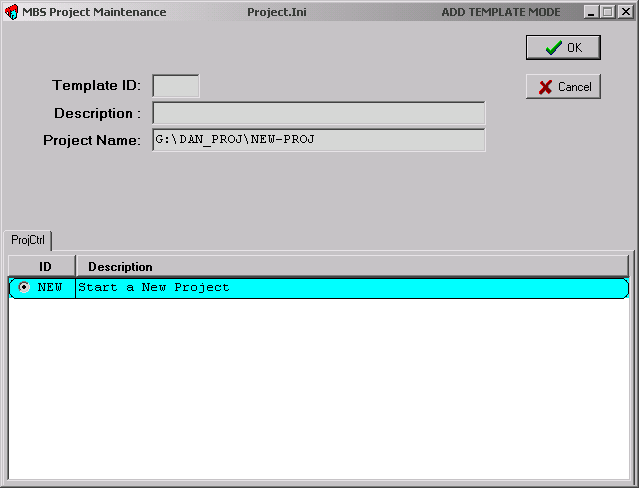 MBS Project Maintenance Project.Ini ADD TEMPLATE MODE
OK
Template ID:
Cancel
Description :
Project Name: G:\DAN_PROJ\NEW-PROJ
ProjCtrl
ID Description
NEW Start a New Project